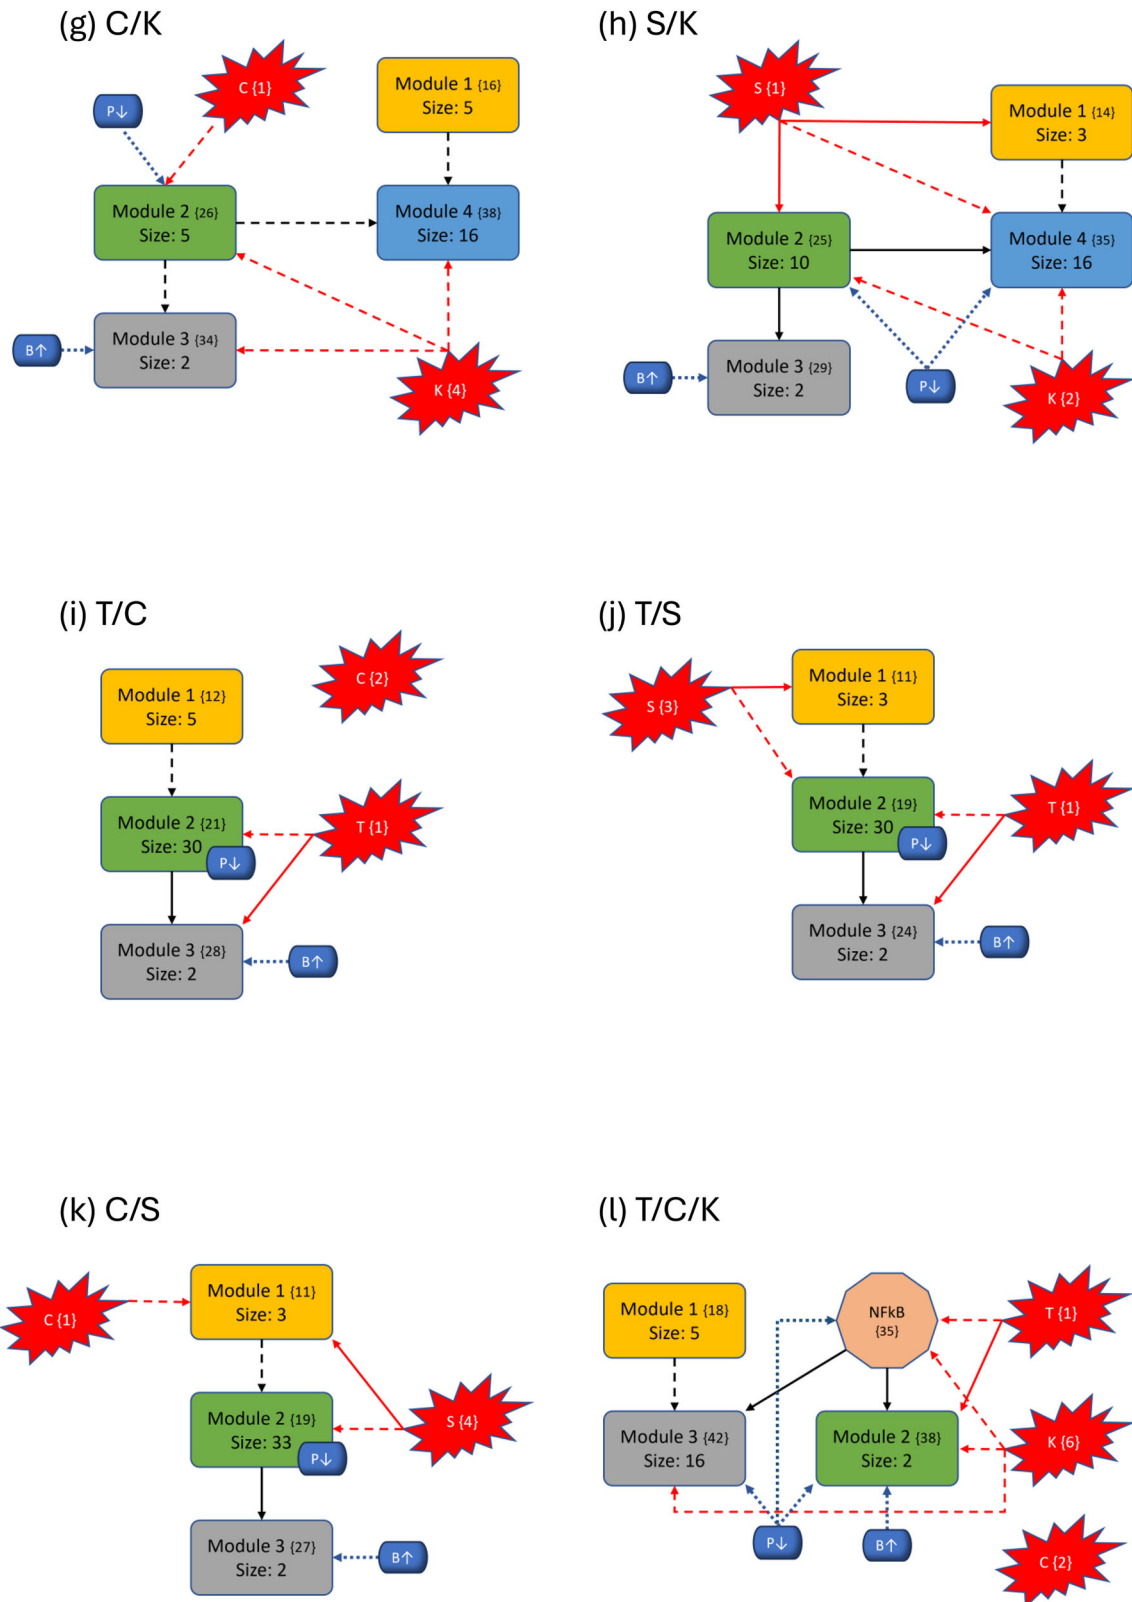 (g) C/K
C {1}
P↓
Module 1 {16}
Size: 5
Module 2 {26}
Size: 5
Module 4 {38}
Size: 16
B↑
Module 3 {34}
Size: 2
K {4}
(h) S/K
S {1}
Module 1 {14}
Size: 3
Module 2 {25}
Size: 10
Module 4 {35}
Size: 16
B↑
Module 3 {29}
Size: 2
P↓
K {2}
(i) T/C
C {2}
Module 1 {12}
Size: 5
Module 2 {21}
Size: 30
P↓
T {1}
Module 3 {28}
Size: 2
B↑
(j) T/S
S {3}
Module 1 {11}
Size: 3
Module 2 {19}
Size: 30
P↓
T {1}
Module 3 {24}
Size: 2
B↑
(k) C/S
C {1}
Module 1 {11}
Size: 3
Module 2 {19}
Size: 33
P↓
S {4}
Module 3 {27}
Size: 2
B↑
(l) T/C/K
Module 1 {18}
Size: 5
NFkB
{35}
T {1}
Module 3 {42}
Size: 16
Module 2 {38}
Size: 2
K {6}
P↓
B↑
C {2}